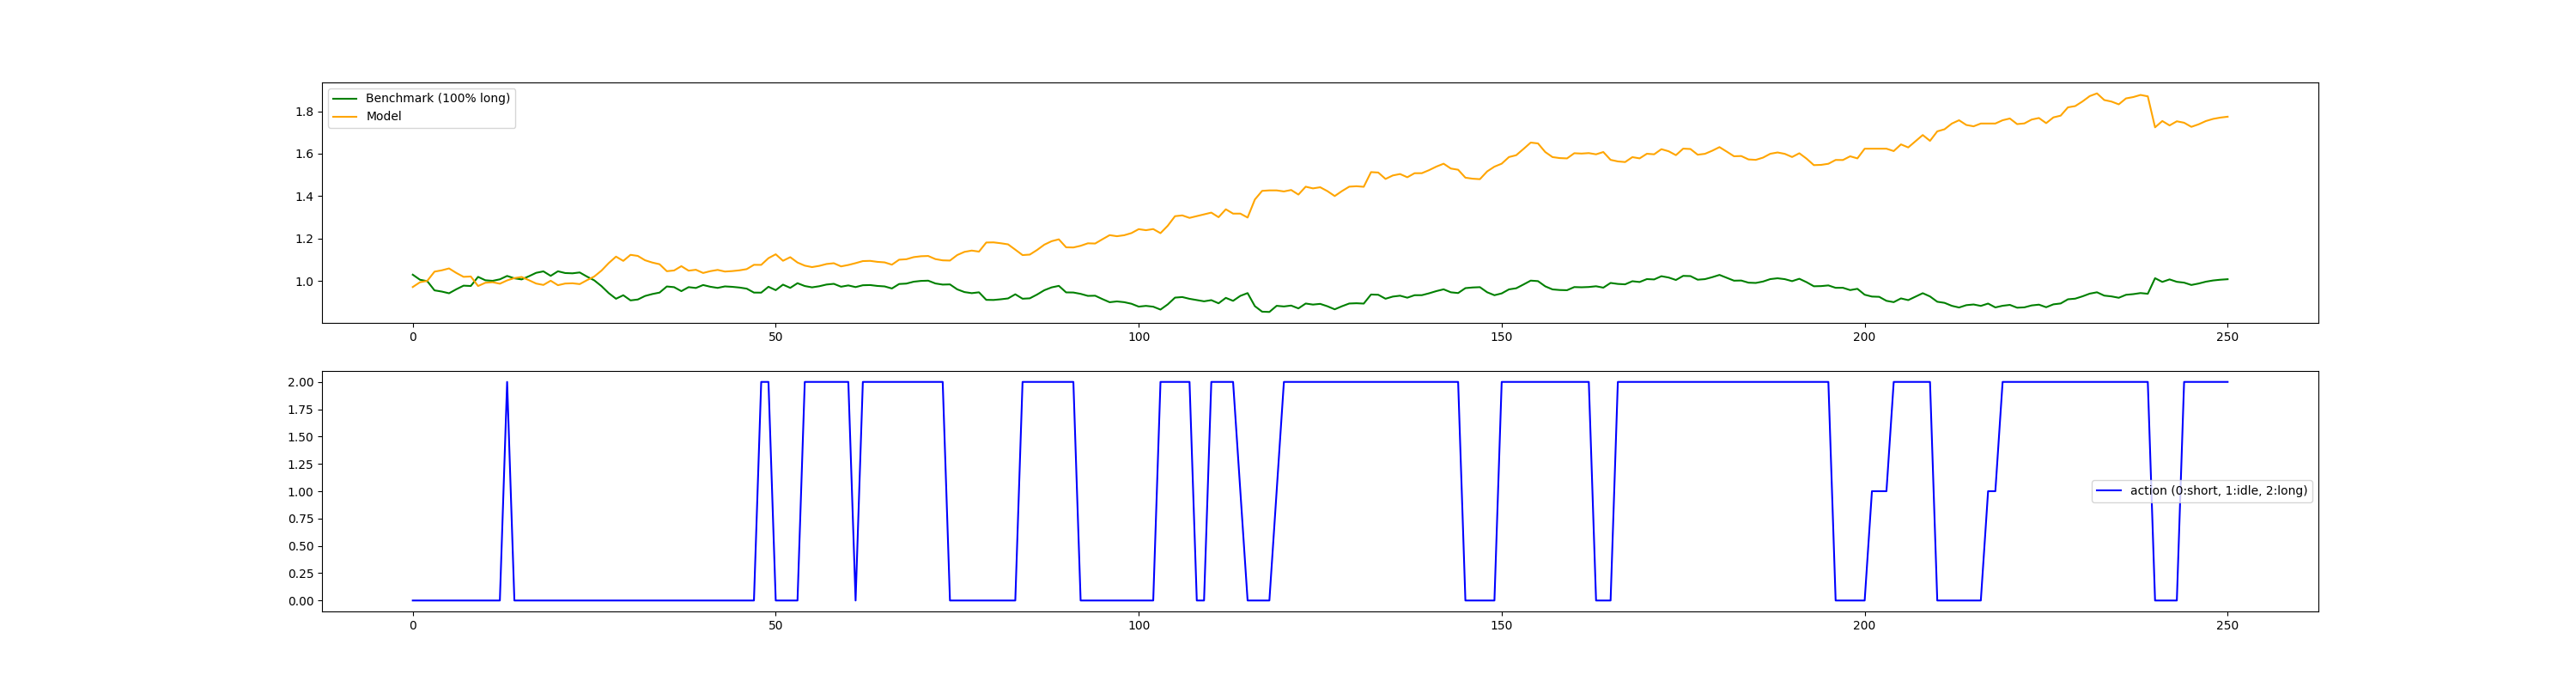 Benchmark (100% long)
Model
1.8
1.6
1.4
1.2
1.0
0 50 100 150 200 250
2.00
1.75
1.50
1.25
1.00
0.75
0.50
0.25
0.00
action (0:short, 1:idle, 2:long)
0 50 100 150 200 250